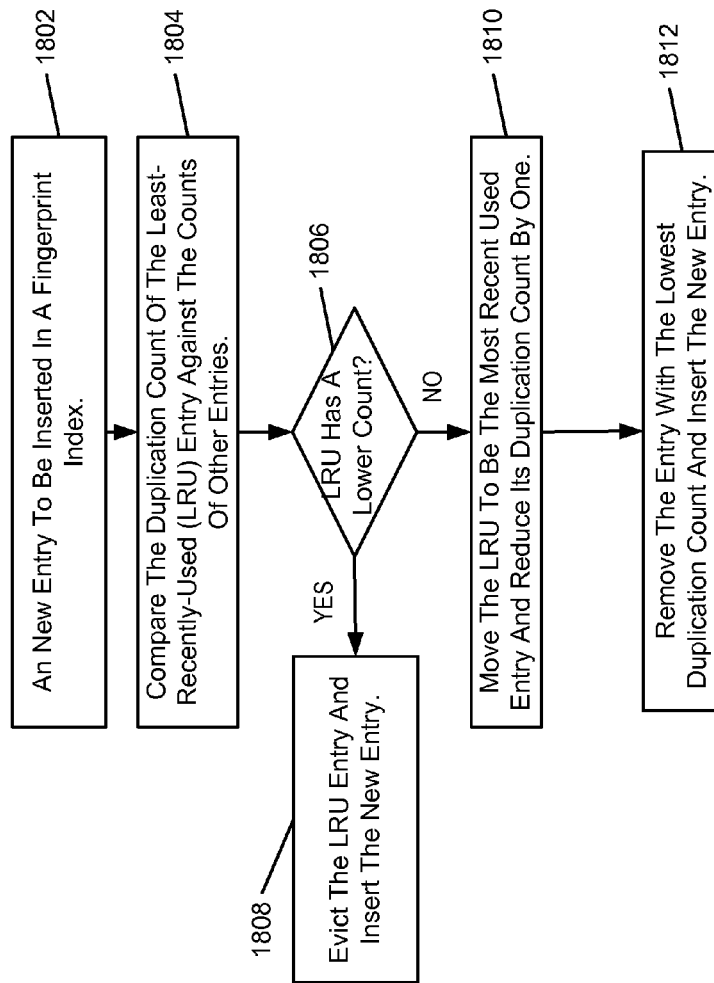 An New Entry To Be Inserted In A Fingerprint
Index.
1802
Compare The Duplication Count Of The Least-
Recently-Used (LRU) Entry Against The Counts
Of Other Entries.
1804
LRU Has A
Lower Count?
1806
YES
NO
Evict The LRU Entry And
Insert The New Entry.
1808
Move The LRU To Be The Most Recent Used
Entry And Reduce Its Duplication Count By One.
1810
Remove The Entry With The Lowest
Duplication Count And Insert The New Entry.
1812